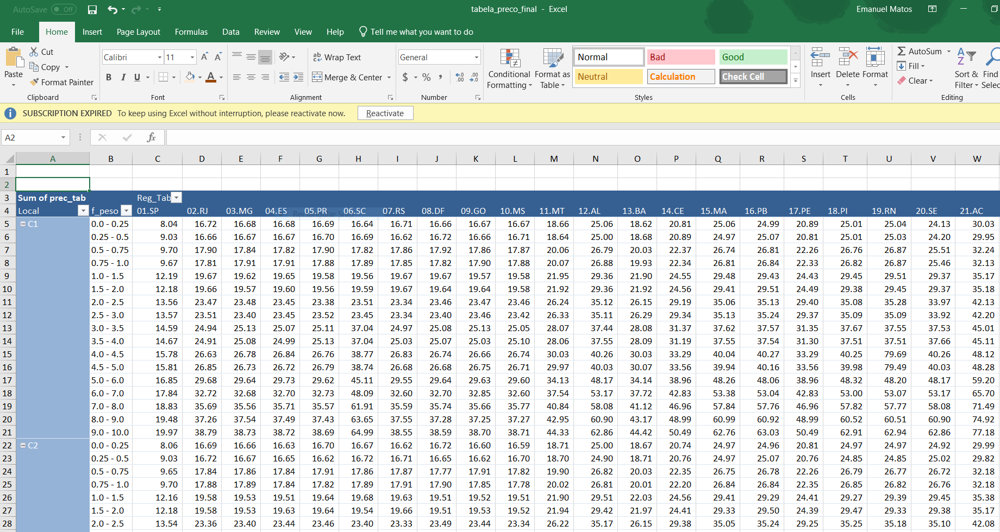 AutoSave Off tabela_preco_final - Excel Emanuel Matos
File Home Insert Page Layout Formulas Data Review View Help Tell me what you want to do
Paste Cut Copy Format Painter Clipboard
Calibri 11 B I U A Font
Wrap Text Merge & Center Alignment
General $ % , Number
Conditional Formatting Format as Table Normal Bad Good Neutral Calculation Check Cell Styles
Insert Delete Format Cells
AutoSum Fill Clear Sort & Filter Find Editing
SUBSCRIPTION EXPIRED To keep using Excel without interruption, please reactivate now. Reactivate
A2 fx
A B C D E F G H I J K L M N O P Q R S T U V W
1
2
3 Sum of prec_tab Reg_Tab
4 Local f_peso 01.SP 02.RJ 03.MG 04.ES 05.PR 06.SC 07.RS 08.DF 09.GO 10.MS 11.MT 12.AL 13.BA 14.CE 15.MA 16.PB 17.PE 18.PI 19.RN 20.SE 21.AC
5 C1 0.0 - 0.25 8.04 16.72 16.68 16.68 16.69 16.64 16.71 16.66 16.67 16.67 18.66 25.06 18.62 20.81 25.06 24.99 20.89 25.01 25.04 24.13 30.03
6 0.25 - 0.5 9.03 16.66 16.67 16.67 16.70 16.69 16.62 16.72 16.66 16.71 18.64 25.00 18.68 20.89 24.97 25.07 20.81 25.01 25.03 24.20 29.95
7 0.5 - 0.75 9.70 17.90 17.84 17.82 17.90 17.82 17.86 17.92 17.86 17.87 20.06 26.79 20.03 22.37 26.74 26.81 22.26 26.76 26.87 25.51 32.24
8 0.75 - 1.0 9.67 17.81 17.91 17.91 17.88 17.89 17.85 17.82 17.90 17.88 20.07 26.88 19.93 22.34 26.81 26.84 22.33 26.82 26.87 25.46 32.13
9 1.0 - 1.5 12.19 19.67 19.62 19.65 19.58 19.56 19.67 19.67 19.57 19.58 21.95 29.36 21.90 24.55 29.48 29.43 24.43 29.45 29.51 29.37 35.17
10 1.5 - 2.0 12.18 19.66 19.57 19.60 19.56 19.59 19.67 19.64 19.64 19.58 21.92 29.36 21.92 24.56 29.41 29.51 24.49 29.38 29.45 29.37 35.18
11 2.0 - 2.5 13.56 23.47 23.48 23.45 23.38 23.51 23.34 23.46 23.47 23.46 26.24 35.12 26.15 29.19 35.06 35.13 29.40 35.08 35.28 33.97 42.13
12 2.5 - 3.0 13.57 23.51 23.40 23.45 23.52 23.45 23.34 23.40 23.46 23.42 26.33 35.11 26.29 29.34 35.13 35.24 29.37 35.09 35.09 33.92 42.20
13 3.0 - 3.5 14.59 24.94 25.13 25.07 25.11 37.04 24.97 25.08 25.13 25.05 28.07 37.44 28.08 31.37 37.62 37.57 31.35 37.67 37.55 37.53 45.01
14 3.5 - 4.0 14.67 24.91 25.08 24.99 25.13 37.04 25.03 25.07 25.03 25.10 28.06 37.55 28.09 31.19 37.55 37.54 31.30 37.51 37.51 37.66 45.11
15 4.0 - 4.5 15.78 26.63 26.78 26.84 26.76 38.77 26.83 26.74 26.66 26.74 30.03 40.26 30.03 33.29 40.04 40.27 33.29 40.25 79.69 40.26 48.12
16 4.5 - 5.0 15.81 26.85 26.73 26.72 26.79 38.74 26.68 26.68 26.75 26.71 29.97 40.03 30.07 33.56 39.94 40.16 33.56 39.98 79.49 40.03 48.28
17 5.0 - 6.0 16.85 29.68 29.64 29.73 29.62 45.11 29.55 29.64 29.63 29.60 34.13 48.17 34.14 38.96 48.26 48.06 38.96 48.32 48.20 48.17 59.20
18 6.0 - 7.0 17.84 32.72 32.68 32.70 32.73 48.09 32.60 32.70 32.85 32.60 37.54 53.17 37.72 42.83 53.38 53.04 42.83 53.00 53.07 53.17 65.70
19 7.0 - 8.0 18.83 35.69 35.56 35.71 35.57 61.91 35.59 35.74 35.66 35.77 40.84 58.08 41.12 46.96 57.84 57.76 46.96 57.82 57.77 58.08 71.49
20 8.0 - 9.0 19.48 37.26 37.54 37.49 37.43 63.65 37.55 37.28 37.25 37.27 42.95 60.90 43.17 48.99 60.99 60.92 48.99 60.52 60.51 60.90 74.92
21 9.0 - 10.0 19.97 38.79 38.73 38.72 38.69 64.99 38.55 38.59 38.70 38.71 44.33 62.86 44.42 50.49 62.76 63.03 50.49 62.91 62.94 62.86 77.18
22 C2 0.0 - 0.25 8.06 16.69 16.66 16.63 16.70 16.67 16.62 16.72 16.60 16.59 18.71 25.00 18.67 20.74 24.97 24.96 20.81 24.97 24.97 24.92 29.99
23 0.25 - 0.5 9.03 16.72 16.67 16.65 16.62 16.72 16.71 16.65 16.62 16.70 18.70 24.90 18.71 20.76 24.97 25.07 20.76 24.85 24.85 25.02 29.82
24 0.5 - 0.75 9.65 17.84 17.86 17.84 17.91 17.86 17.87 17.77 17.91 17.82 19.90 26.82 20.03 22.35 26.75 26.78 22.26 26.79 26.77 26.72 32.18
25 0.75 - 1.0 9.70 17.88 17.89 17.84 17.82 17.89 17.91 17.90 17.85 17.78 20.02 26.81 20.01 22.20 26.84 26.84 22.35 26.85 26.82 26.76 32.18
26 1.0 - 1.5 12.16 19.58 19.53 19.51 19.64 19.68 19.63 19.51 19.52 19.51 21.90 29.51 22.03 24.56 29.41 29.29 24.41 29.27 29.39 29.45 35.38
27 1.5 - 2.0 12.18 19.58 19.53 19.63 19.64 19.54 19.66 19.51 19.53 19.52 21.94 29.42 21.97 24.41 29.33 29.50 24.39 29.47 29.33 29.38 35.17
28 2.0 - 2.5 13.54 23.36 23.40 23.44 23.46 23.40 23.33 23.49 23.44 23.34 26.22 35.17 26.15 29.38 35.05 35.24 29.25 35.25 35.18 35.10 42.08